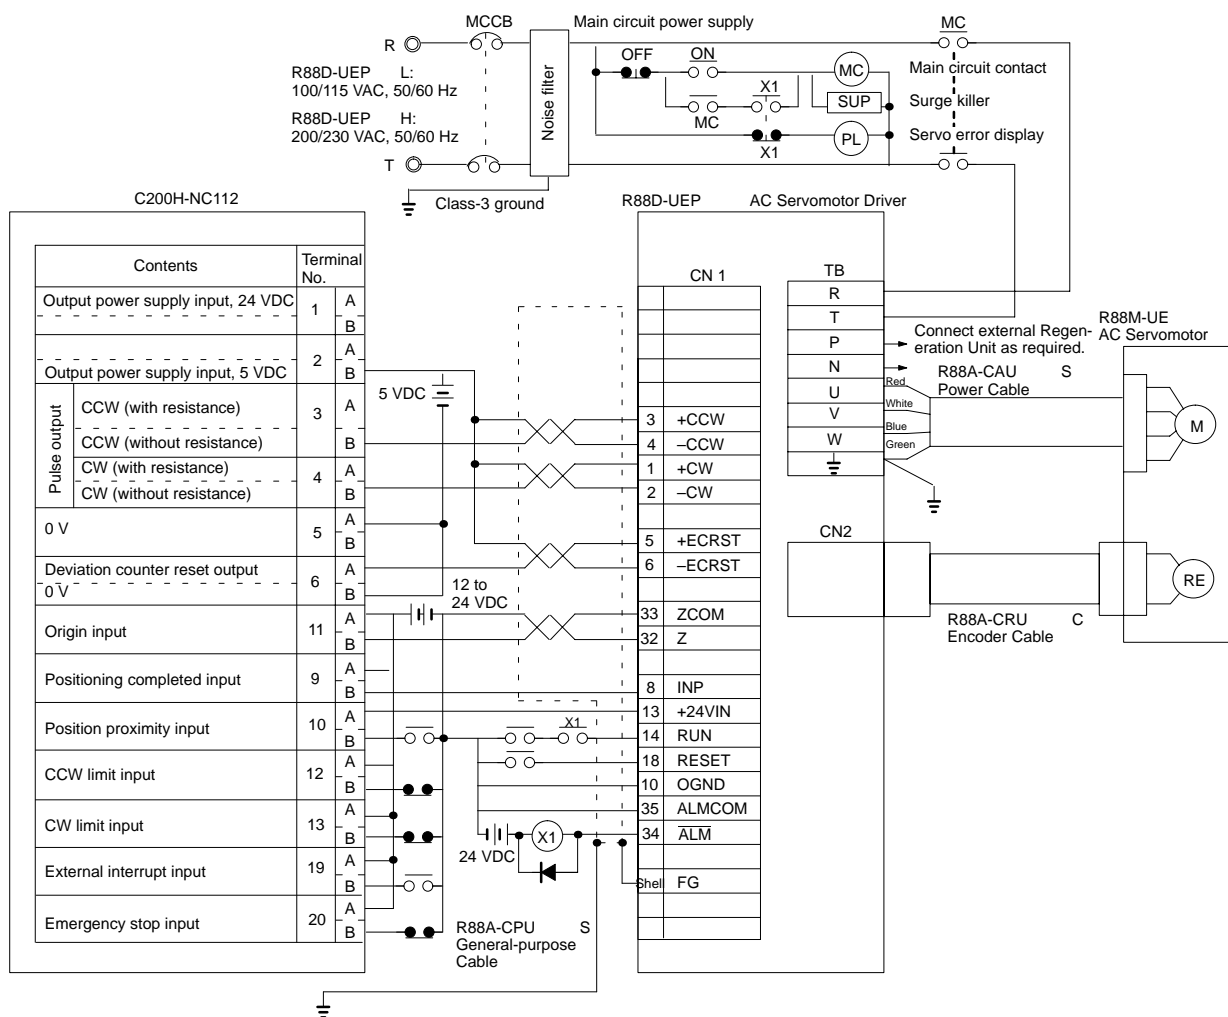 MCCB
Main circuit power supply
MC
R
OFF
ON
MC
Main circuit contact
R88D-UEP L:
100/115 VAC, 50/60 Hz
X1
SUP
Surge killer
MC
R88D-UEP H:
200/230 VAC, 50/60 Hz
Noise filter
PL
Servo error display
X1
T
Class-3 ground
C200H-NC112
R88D-UEP
AC Servomotor Driver
Contents
Terminal
No.
Output power supply input, 24 VDC
1
A
B
2
A
Output power supply input, 5 VDC
B
Pulse output
CCW (with resistance)
3
A
CCW (without resistance)
B
CW (with resistance)
4
A
CW (without resistance)
B
0 V
5
A
B
Deviation counter reset output
6
A
0 V
B
Origin input
11
A
B
Positioning completed input
9
A
B
Position proximity input
10
A
B
CCW limit input
12
A
B
CW limit input
13
A
B
External interrupt input
19
A
B
Emergency stop input
20
A
B
5 VDC
12 to
24 VDC
X1
X1
24 VDC
R88A-CPU S
General-purpose
Cable
CN 1
3 +CCW
4 –CCW
1 +CW
2 –CW
5 +ECRST
6 –ECRST
33 ZCOM
32 Z
8 INP
13 +24VIN
14 RUN
18 RESET
10 OGND
35 ALMCOM
34 ALM
Shell FG
TB
R
T
P
N
U
V
W
Connect external Regen-
eration Unit as required.
R88A-CAU S
Power Cable
Red
White
Blue
Green
R88M-UE
AC Servomotor
M
CN2
RE
R88A-CRU C
Encoder Cable